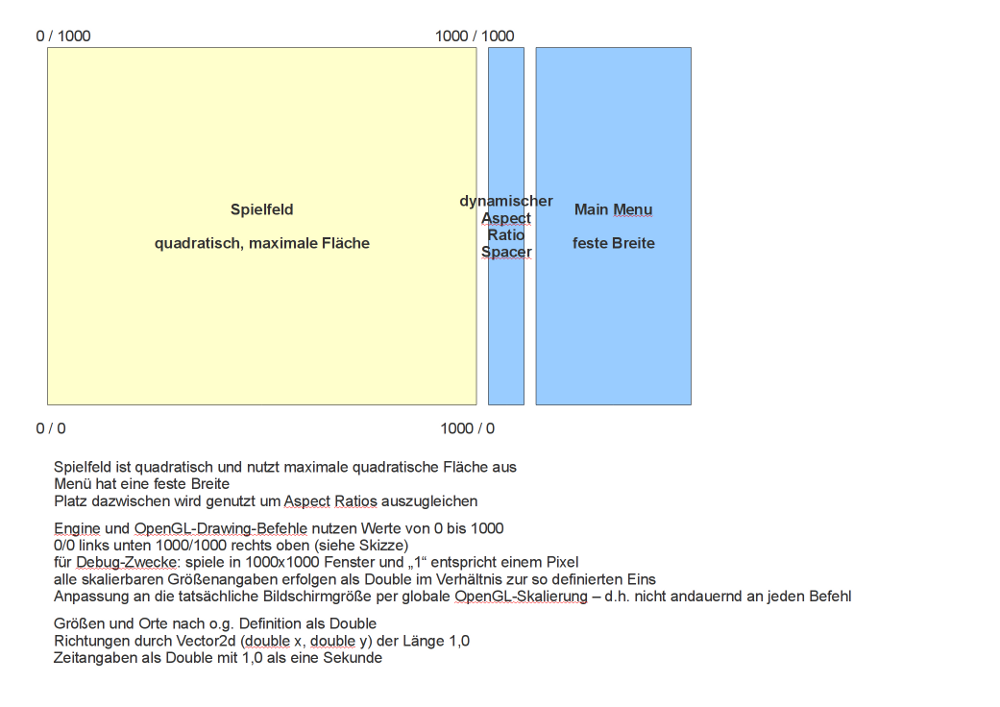 0 / 1000
1000 / 1000
Spielfeld
quadratisch, maximale Fläche
dynamischer
Aspect
Ratio
Spacer
Main Menu
feste Breite
0 / 0
1000 / 0
Spielfeld ist quadratisch und nutzt maximale quadratische Fläche aus
Menü hat eine feste Breite
Platz dazwischen wird genutzt um Aspect Ratios auszugleichen
Engine und OpenGL-Drawing-Befehle nutzen Werte von 0 bis 1000
0/0 links unten 1000/1000 rechts oben (siehe Skizze)
für Debug-Zwecke: spiele in 1000x1000 Fenster und „1“ entspricht einem Pixel
alle skalierbaren Größenangaben erfolgen als Double im Verhältnis zur so definierten Eins
Anpassung an die tatsächliche Bildschirmgröße per globale OpenGL-Skalierung – d.h. nicht andauernd an jeden Befehl
Größen und Orte nach o.g. Definition als Double
Richtungen durch Vector2d (double x, double y) der Länge 1,0
Zeitangaben als Double mit 1,0 als eine Sekunde